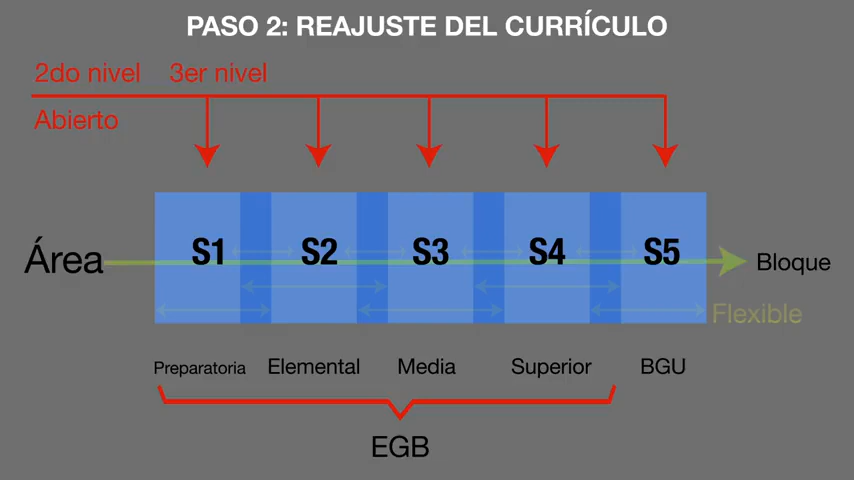 PASO 2: REAJUSTE DEL CURRÍCULO
2do nivel 3er nivel
Abierto
Área S1 S2 S3 S4 S5 Bloque
Flexible
Preparatoria Elemental Media Superior BGU
EGB